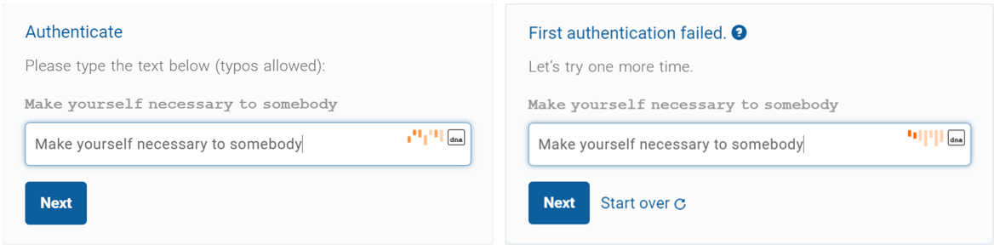 Authenticate
Please type the text below (typos allowed):
Make yourself necessary to somebody
Make yourself necessary to somebody
dna
Next
First authentication failed. ?
Let's try one more time.
Make yourself necessary to somebody
Make yourself necessary to somebody
dna
Next Start over